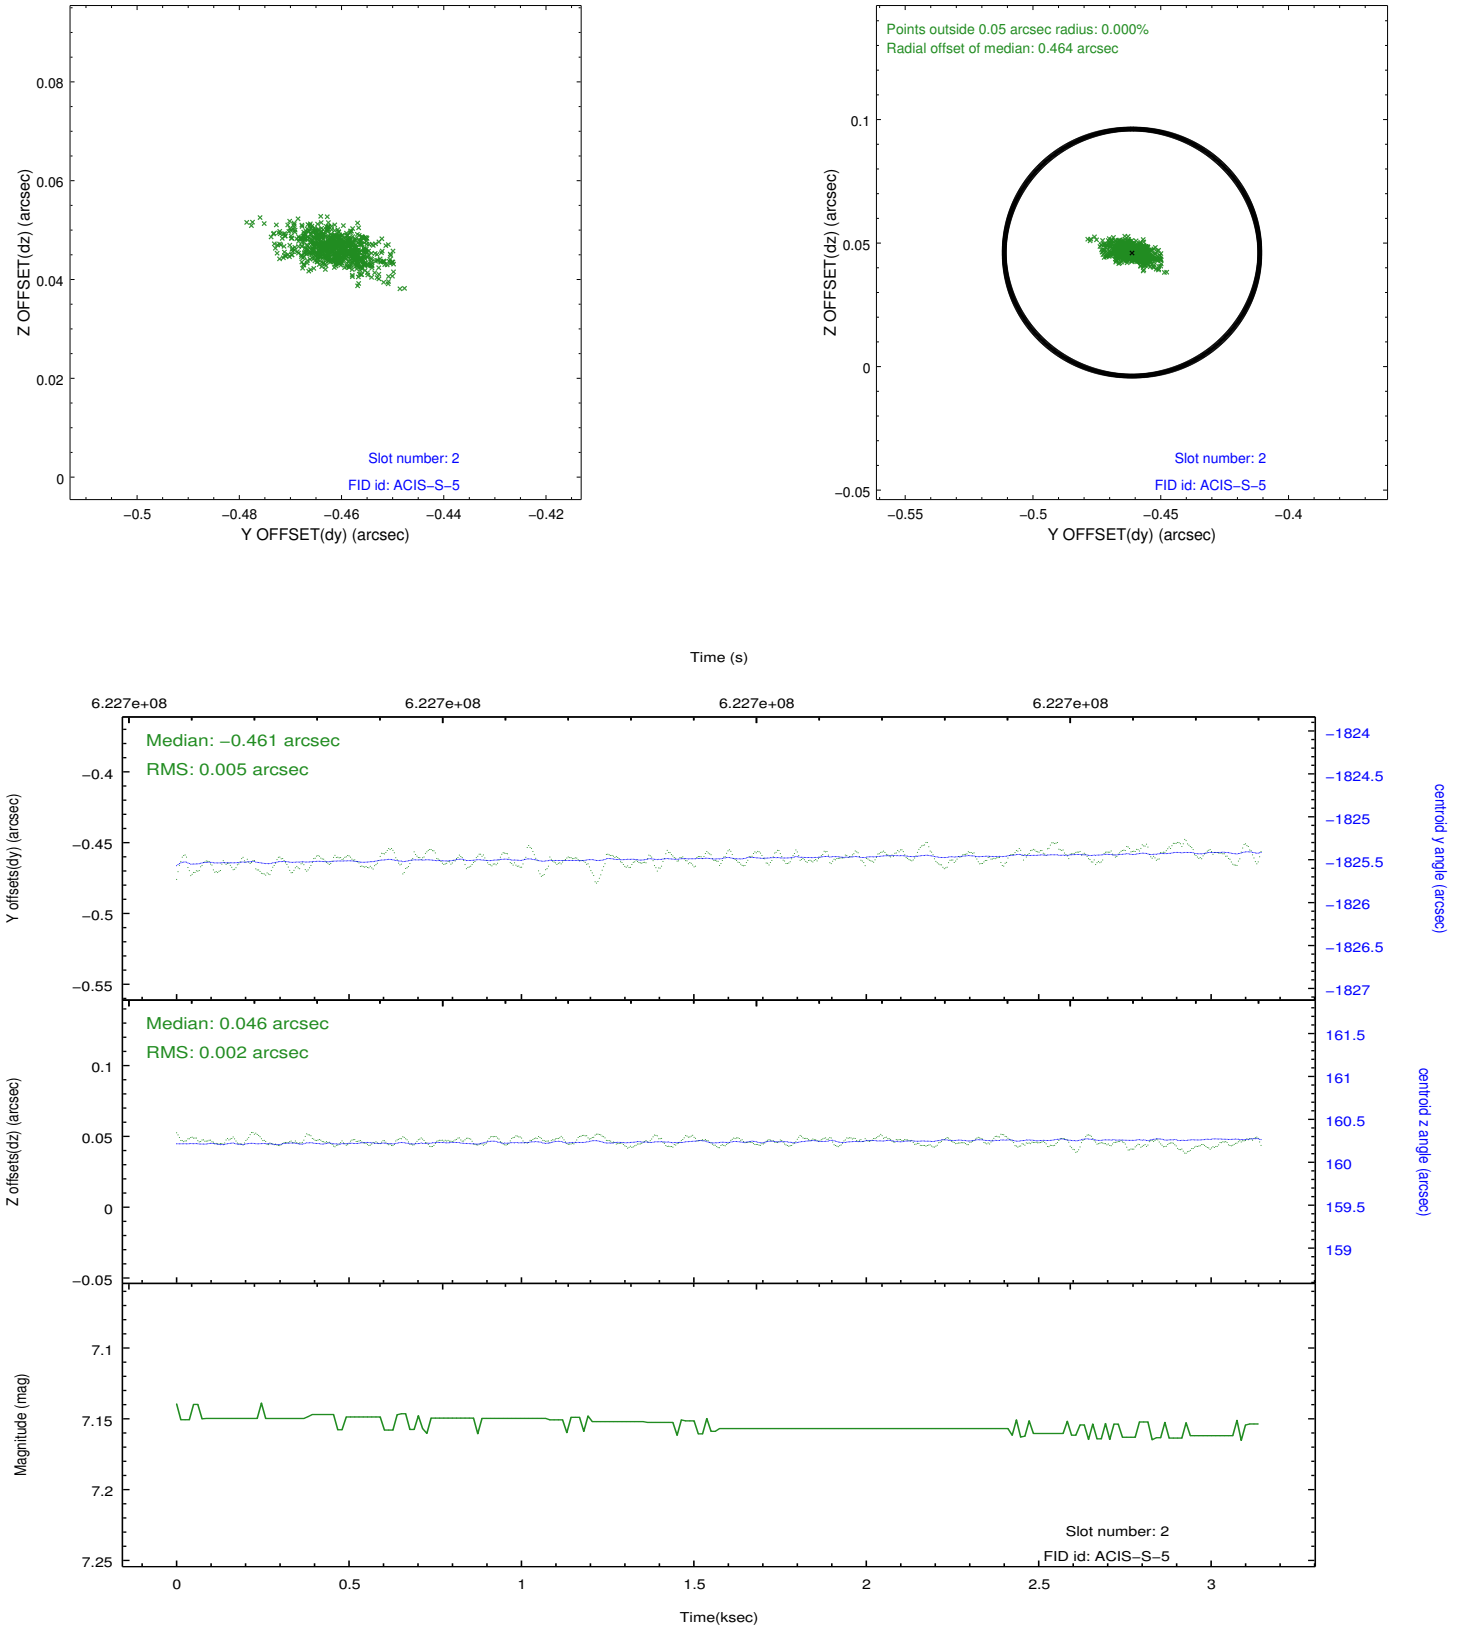 0.08
0.06
0.04
0.02
0
Z OFFSET(dz) (arcsec)
Slot number: 2
FID id: ACIS−S−5
−0.5
−0.48
−0.46
−0.44
−0.42
Y OFFSET(dy) (arcsec)
Points outside 0.05 arcsec radius: 0.000%
Radial offset of median: 0.464 arcsec
0.1
0.05
0
−0.05
Z OFFSET(dz) (arcsec)
Slot number: 2
FID id: ACIS−S−5
−0.55
−0.5
−0.45
−0.4
Y OFFSET(dy) (arcsec)
Time (s)
6.227e+08
6.227e+08
6.227e+08
6.227e+08
Median: −0.461 arcsec
RMS: 0.005 arcsec
−0.4
−0.45
−0.5
−0.55
Y offsets(dy) (arcsec)
−1824
−1824.5
−1825
−1825.5
−1826
−1826.5
−1827
centroid y angle (arcsec)
Median: 0.046 arcsec
RMS: 0.002 arcsec
0.1
0.05
0
−0.05
Z offsets(dz) (arcsec)
161.5
161
160.5
160
159.5
159
centroid z angle (arcsec)
7.1
7.15
7.2
7.25
Magnitude (mag)
Slot number: 2
FID id: ACIS−S−5
0
0.5
1
1.5
2
2.5
3
Time(ksec)